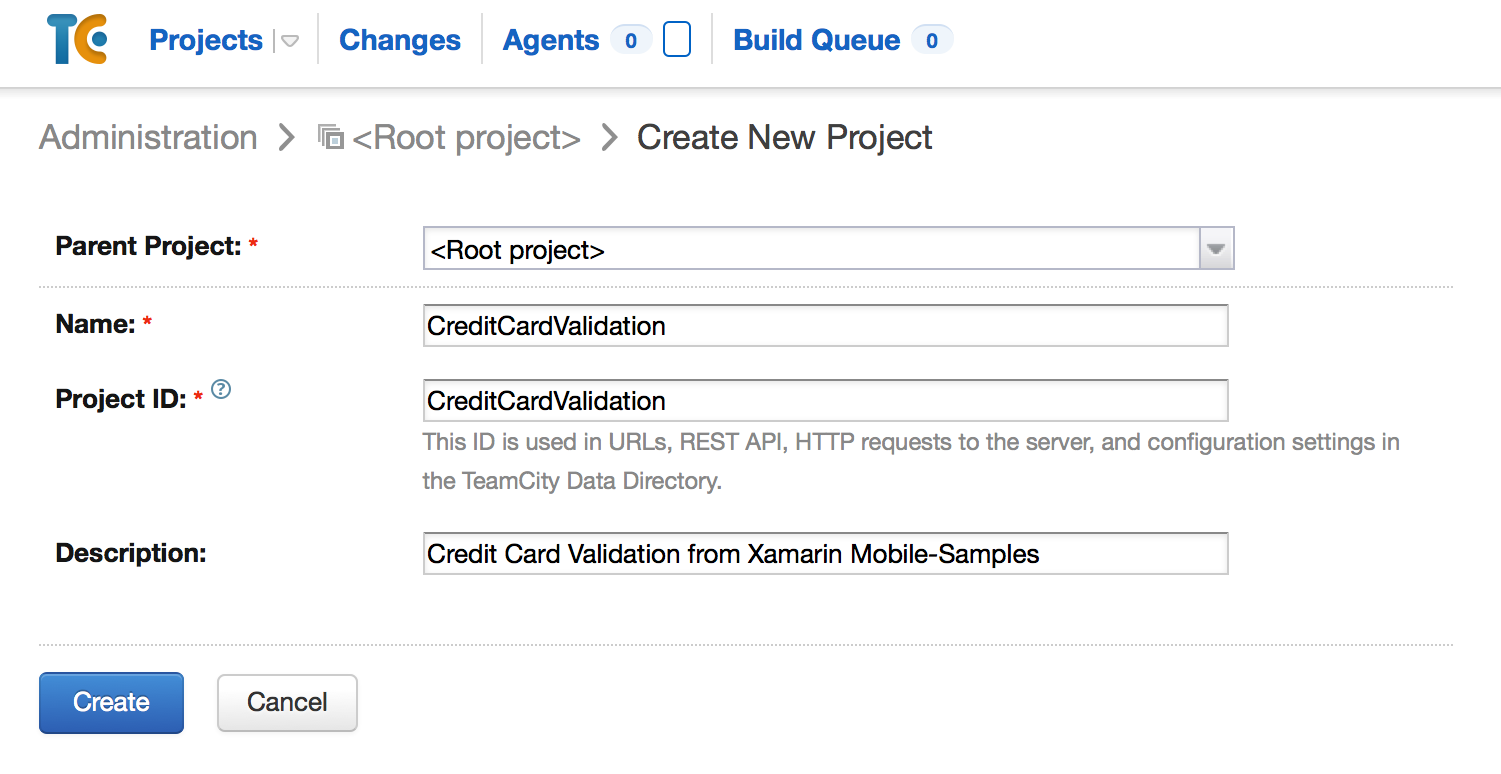 TC Projects Changes Agents 0 Build Queue 0
Administration <Root project> Create New Project
Parent Project: * <Root project>
Name: * CreditCardValidation
Project ID: * ? CreditCardValidation
This ID is used in URLs, REST API, HTTP requests to the server, and configuration settings in
the TeamCity Data Directory.
Description: Credit Card Validation from Xamarin Mobile-Samples
Create Cancel